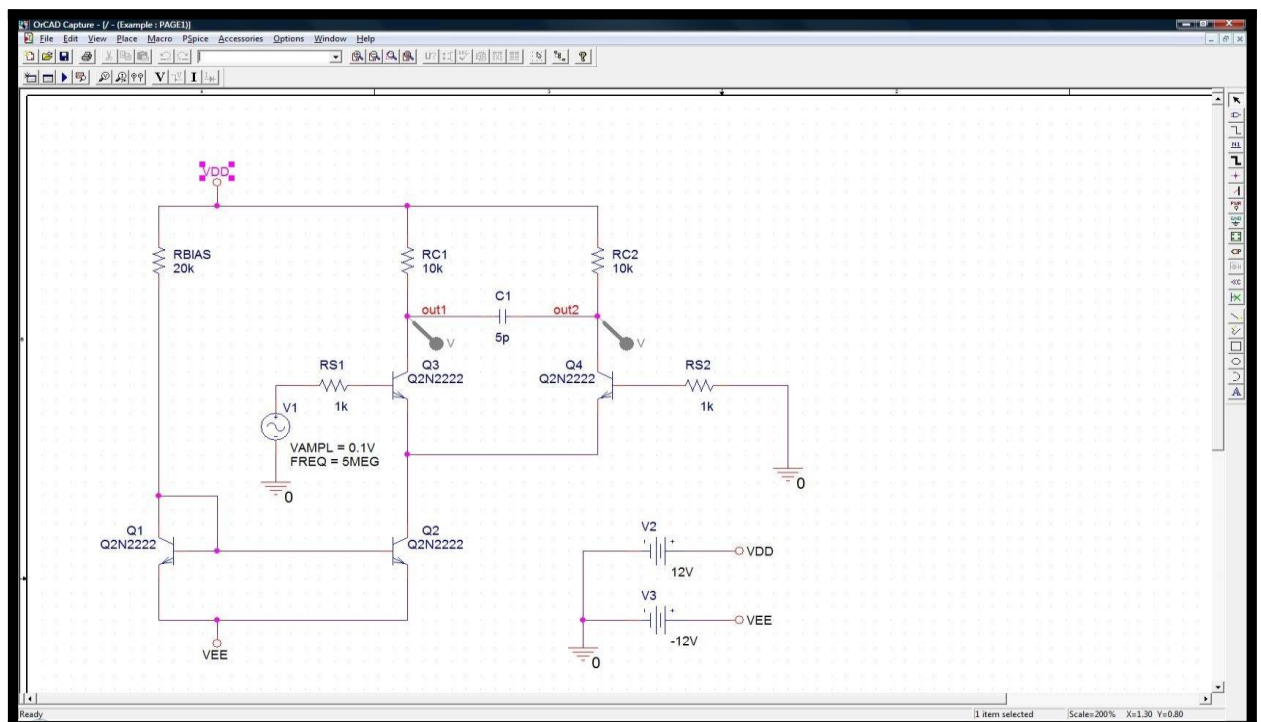 OrCAD Capture - [/ - (Example : PAGE1)]
File Edit View Place Macro PSpice Accessories Options Window Help
V I
VDD
RBIAS
20k
RC1
10k
RC2
10k
C1
out1
out2
5p
V
V
RS1
Q3
Q2N2222
Q4
Q2N2222
RS2
1k
1k
V1
VAMPL = 0.1V
FREQ = 5MEG
0
0
Q1
Q2N2222
Q2
Q2N2222
V2
VDD
12V
V3
VEE
-12V
VEE
0
Ready
1 item selected
Scale=200% X=1.30 Y=0.80